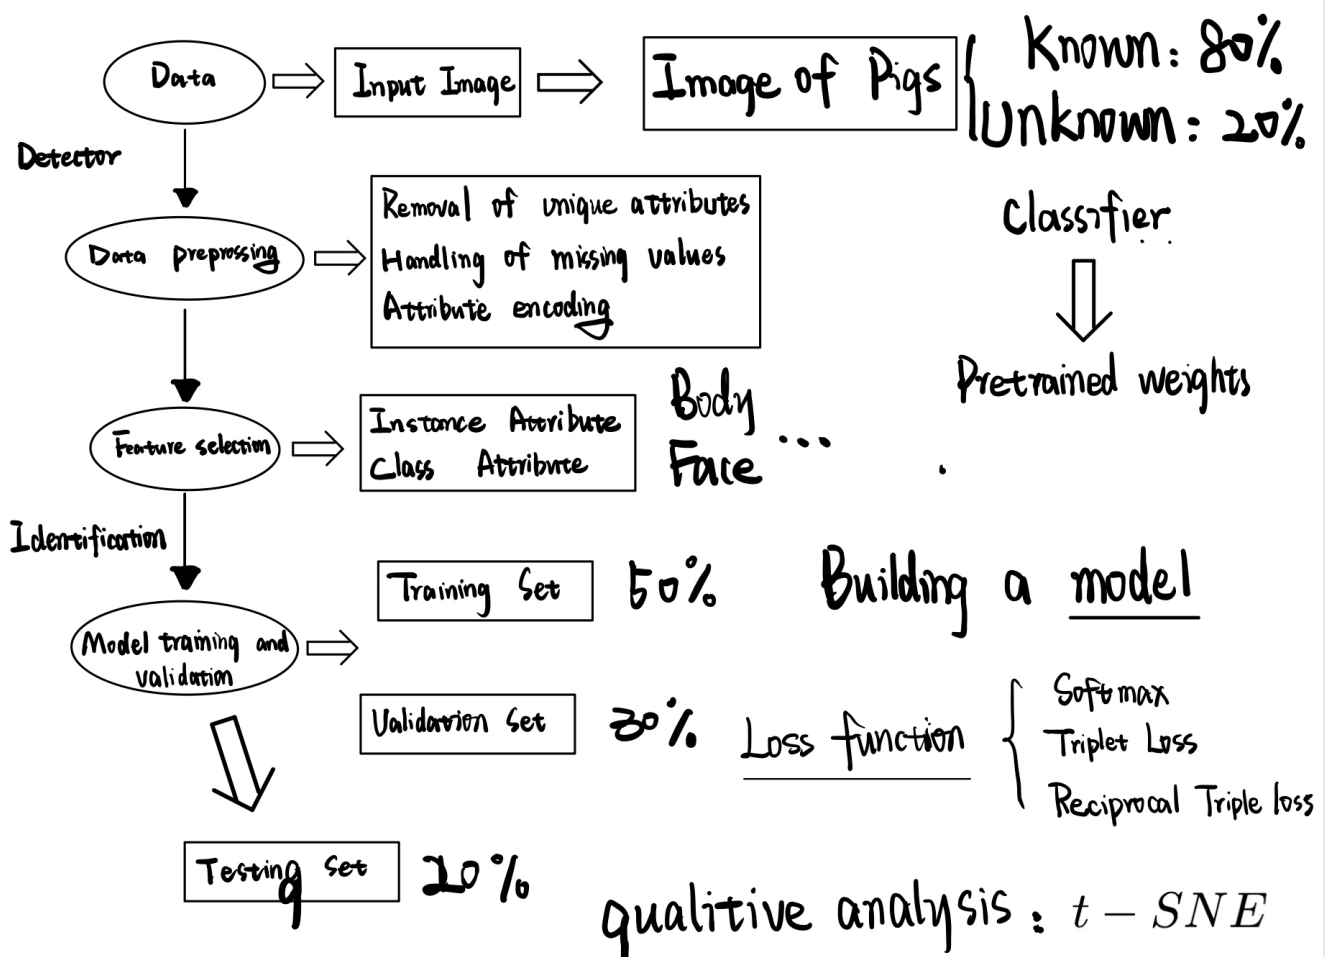 Data
Input Image
Image of Pigs
Known: 80%
Unknown: 20%
Detector
Data preprossing
Removal of unique attributes
Handling of missing values
Attribute encoding
Classifier
Pretrained weights
Feature selection
Instance Attribute
Class Attribute
Body
Face ...
Identification
Model training and
validation
Training Set 50%
Building a model
Validation Set 30%
Loss function
Softmax
Triplet Loss
Reciprocal Triple loss
Testing Set 20%
qualitive analysis: t - SNE